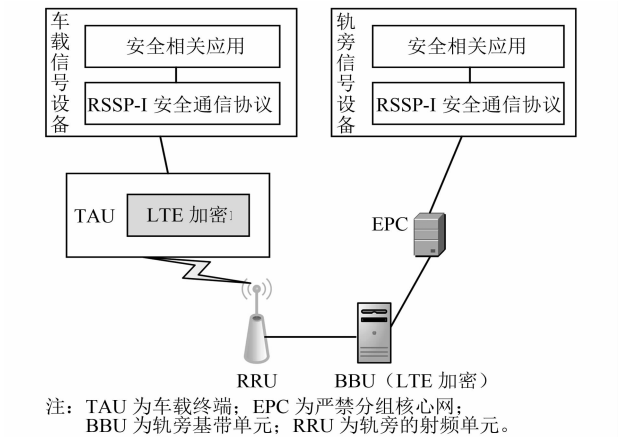 车载信号设备
安全相关应用
RSSP-I 安全通信协议
轨旁信号设备
安全相关应用
RSSP-I 安全通信协议
TAU
LTE 加密
EPC
RRU
BBU（LTE 加密）
注：TAU 为车载终端；EPC 为严禁分组核心网；
BBU 为轨旁基带单元；RRU 为轨旁的射频单元。